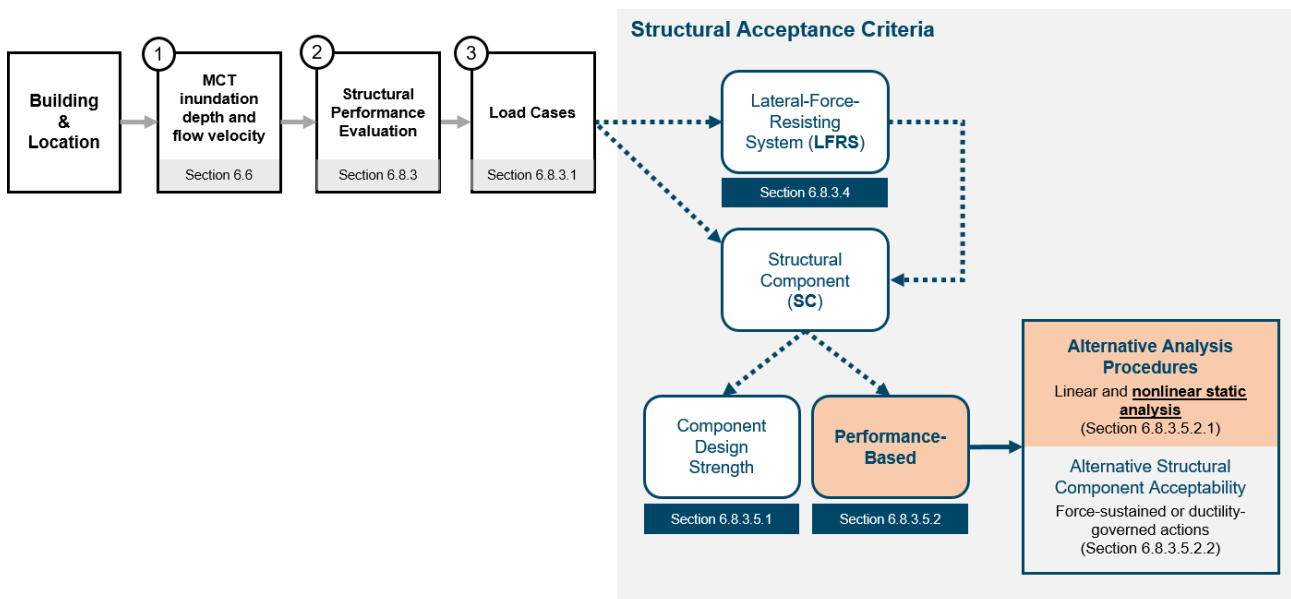 Structural Acceptance Criteria
Building
&
Location
1
MCT
inundation
depth and
flow velocity
Section 6.6
2
Structural
Performance
Evaluation
Section 6.8.3
3
Load Cases
Section 6.8.3.1
Lateral-Force-
Resisting
System (LFRS)
Section 6.8.3.4
Structural
Component
(SC)
Component
Design
Strength
Section 6.8.3.5.1
Performance-
Based
Section 6.8.3.5.2
Alternative Analysis
Procedures
Linear and nonlinear static
analysis
(Section 6.8.3.5.2.1)
Alternative Structural
Component Acceptability
Force-sustained or ductility-
governed actions
(Section 6.8.3.5.2.2)